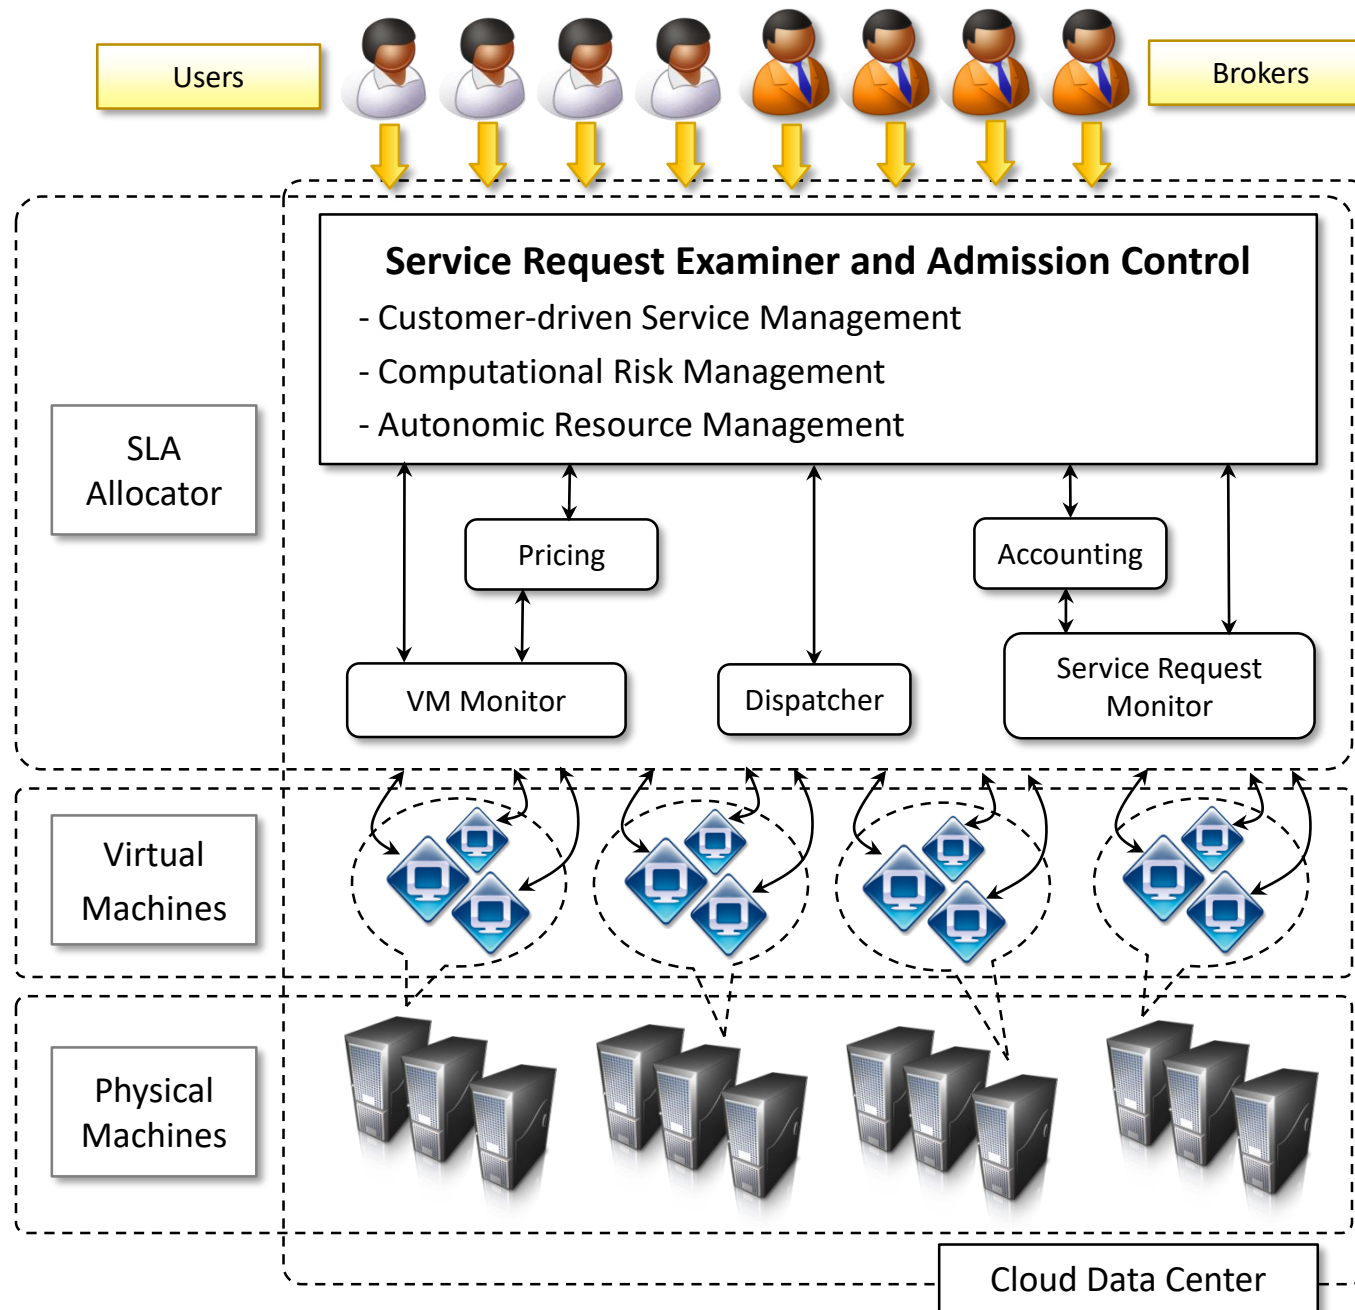 Users
Brokers
Service Request Examiner and Admission Control
- Customer-driven Service Management
- Computational Risk Management
- Autonomic Resource Management
SLA
Allocator
Pricing
Accounting
VM Monitor
Dispatcher
Service Request
Monitor
Virtual
Machines
Physical
Machines
Cloud Data Center